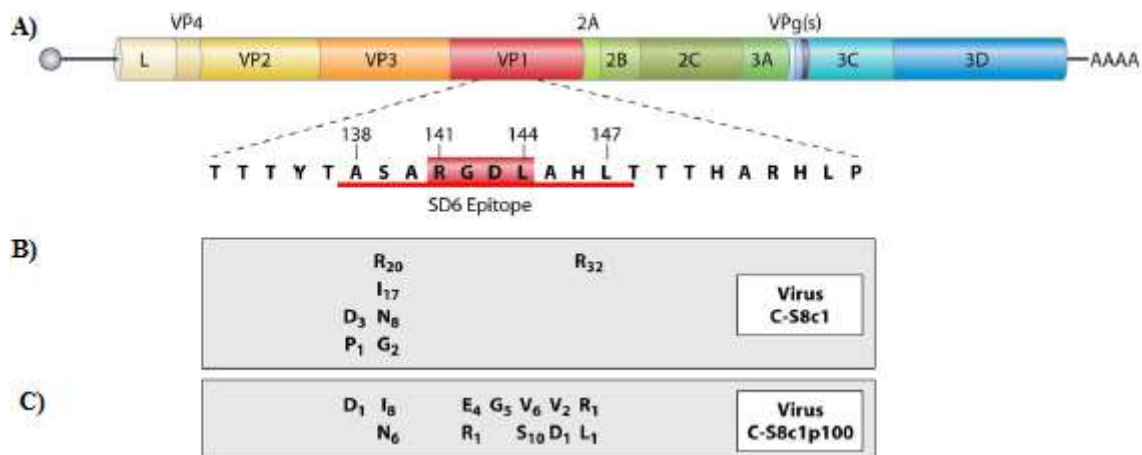 A)
VP4 2A VPg(s)
L VP2 VP3 VP1 2B 2C 3A 3C 3D AAAA
138 141 144 147
T T T Y T A S A R G D L A H L T T T H A R H L P
SD6 Epitope
B)
R20 R32
I17
D3 N8
P1 G2
Virus
C-S8c1
C)
D1 I8 E4 G5 V6 V2 R1
N6 R1 S10 D1 L1
Virus
C-S8c1p100